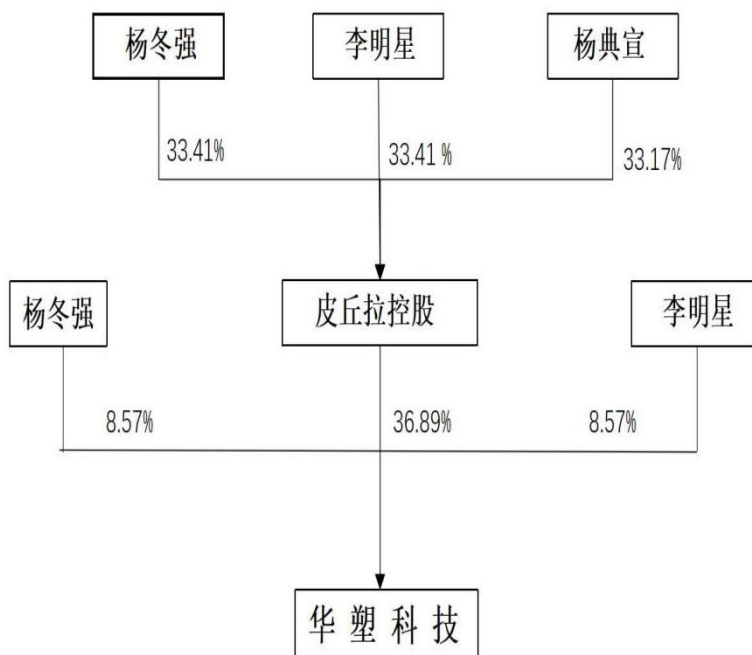 杨冬强
李明星
杨典宣
33.41%
33.41 %
33.17%
杨冬强
皮丘拉控股
李明星
8.57%
36.89%
8.57%
华 塑 科 技